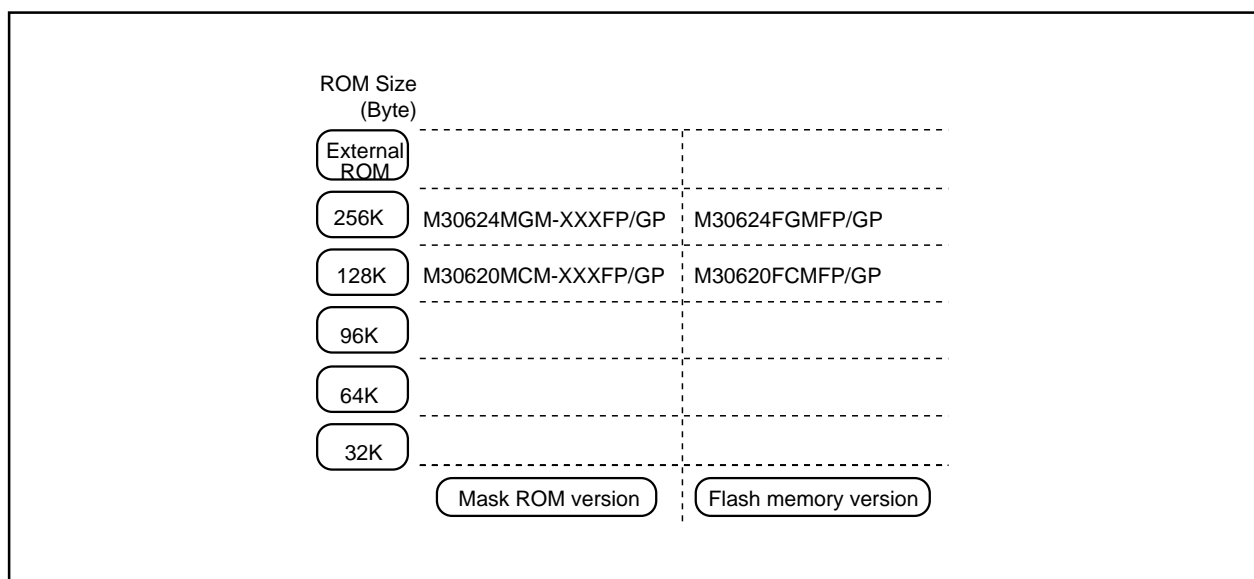 ROM Size
(Byte)
External
ROM
256K M30624MGM-XXXFP/GP M30624FGMFP/GP
128K M30620MCM-XXXFP/GP M30620FCMFP/GP
96K
64K
32K
Mask ROM version Flash memory version